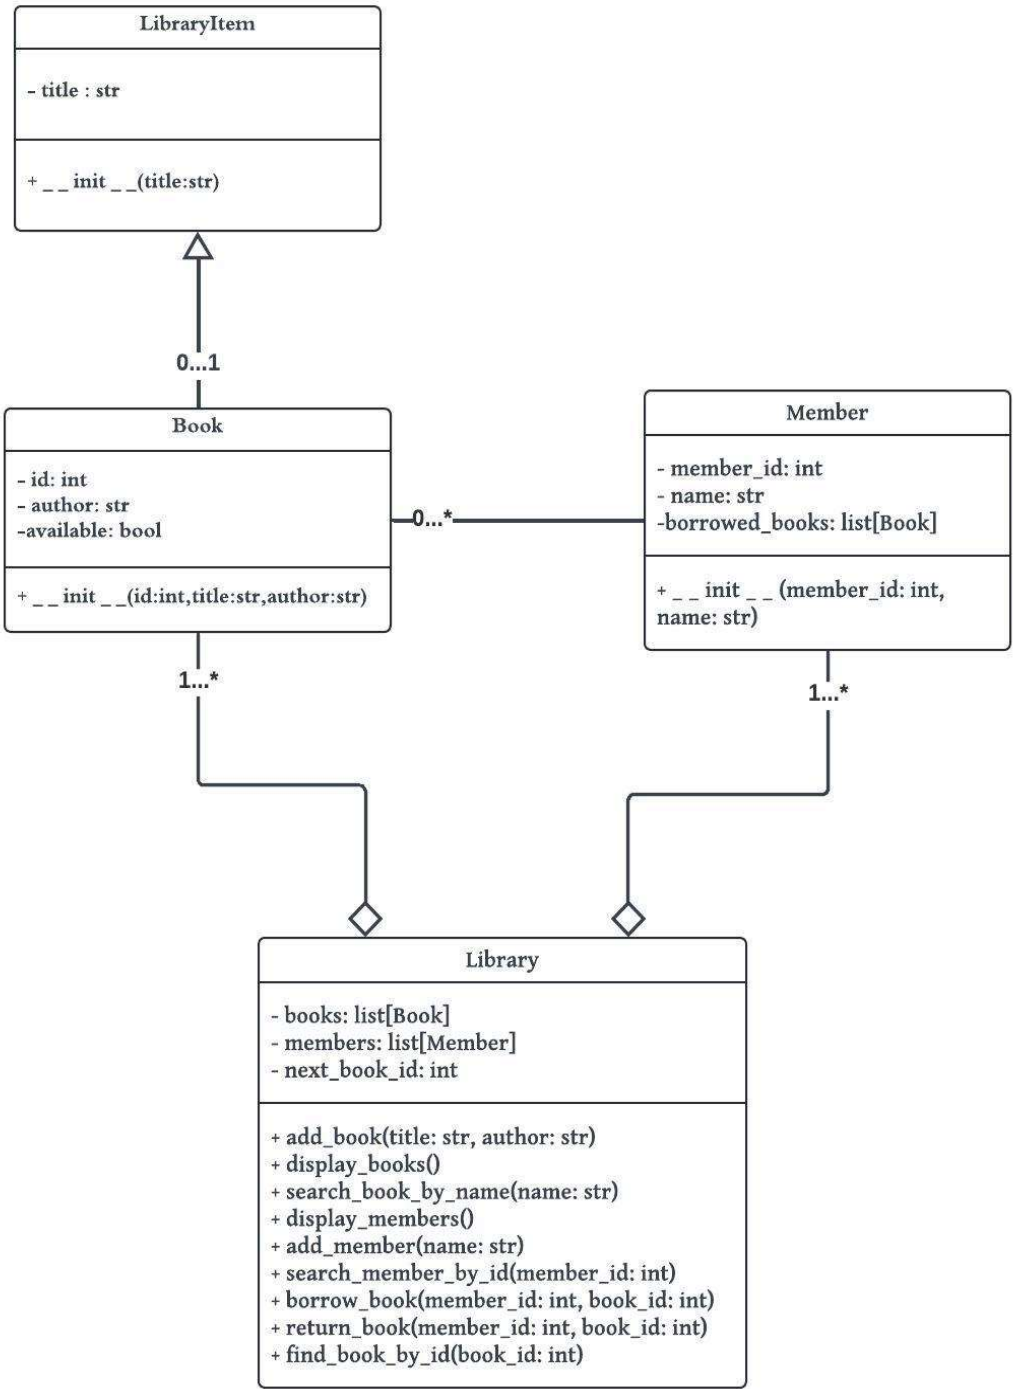 LibraryItem
- title : str
+ _ _ init _ _(title:str)
0...1
Book
- id: int
- author: str
-available: bool
+ _ _ init _ _(id:int,title:str,author:str)
0...*
Member
- member_id: int
- name: str
-borrowed_books: list[Book]
+ _ _ init _ _ (member_id: int,
name: str)
1...*
1...*
Library
- books: list[Book]
- members: list[Member]
- next_book_id: int
+ add_book(title: str, author: str)
+ display_books()
+ search_book_by_name(name: str)
+ display_members()
+ add_member(name: str)
+ search_member_by_id(member_id: int)
+ borrow_book(member_id: int, book_id: int)
+ return_book(member_id: int, book_id: int)
+ find_book_by_id(book_id: int)